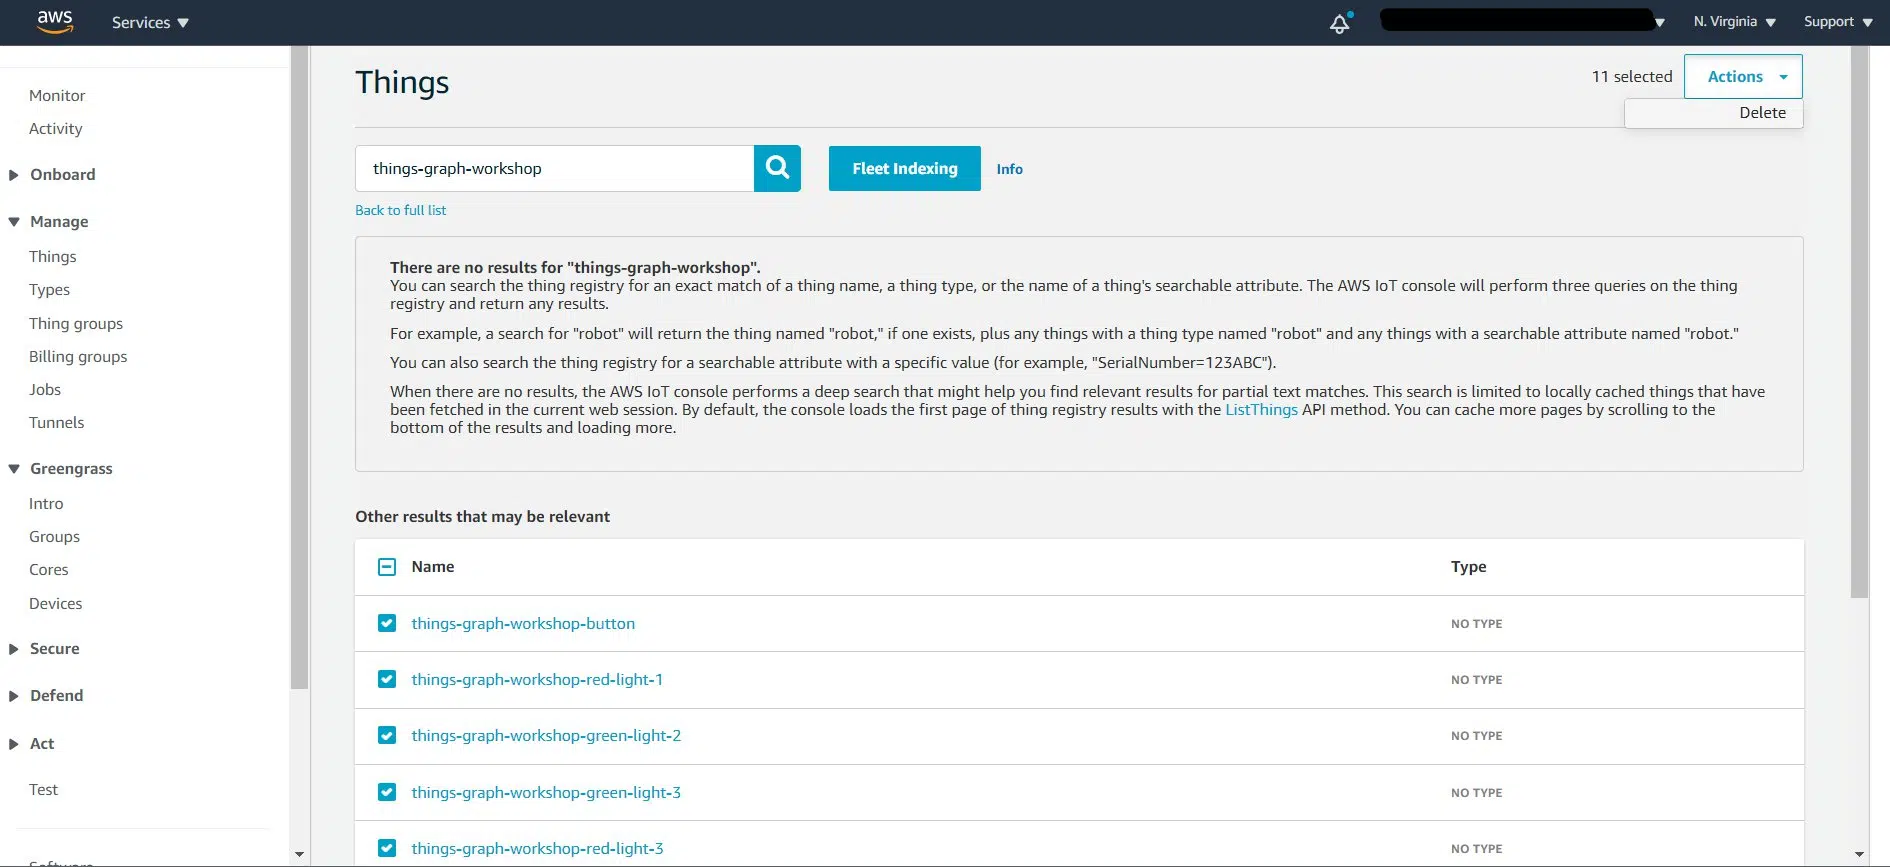 aws
Services
N. Virginia
Support
Monitor
Activity
Onboard
Manage
Things
Types
Thing groups
Billing groups
Jobs
Tunnels
Greengrass
Intro
Groups
Cores
Devices
Secure
Defend
Act
Test
Software
Things
11 selected
Actions
Delete
things-graph-workshop
Fleet Indexing
Info
Back to full list
There are no results for "things-graph-workshop".
You can search the thing registry for an exact match of a thing name, a thing type, or the name of a thing's searchable attribute. The AWS IoT console will perform three queries on the thing
registry and return any results.
For example, a search for "robot" will return the thing named "robot," if one exists, plus any things with a thing type named "robot" and any things with a searchable attribute named "robot."
You can also search the thing registry for a searchable attribute with a specific value (for example, "SerialNumber=123ABC").
When there are no results, the AWS IoT console performs a deep search that might help you find relevant results for partial text matches. This search is limited to locally cached things that have
been fetched in the current web session. By default, the console loads the first page of thing registry results with the ListThings API method. You can cache more pages by scrolling to the
bottom of the results and loading more.
Other results that may be relevant
Name Type
things-graph-workshop-button NO TYPE
things-graph-workshop-red-light-1 NO TYPE
things-graph-workshop-green-light-2 NO TYPE
things-graph-workshop-green-light-3 NO TYPE
things-graph-workshop-red-light-3 NO TYPE